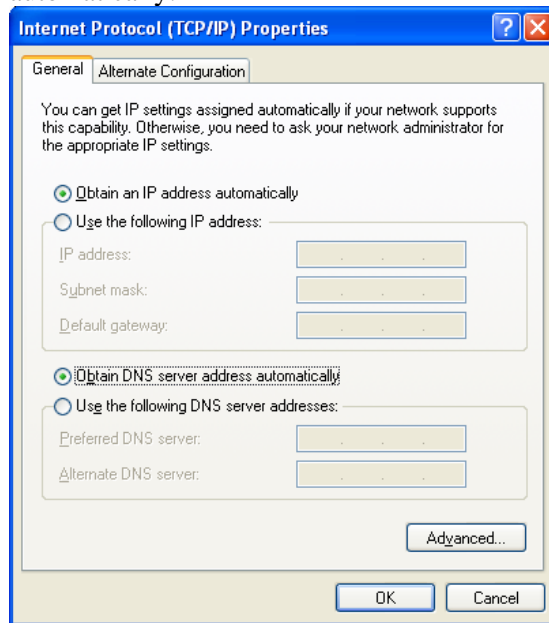 Internet Protocol (TCP/IP) Properties
General
Alternate Configuration
You can get IP settings assigned automatically if your network supports
this capability. Otherwise, you need to ask your network administrator for
the appropriate IP settings.
Obtain an IP address automatically
Use the following IP address:
IP address:
Subnet mask:
Default gateway:
Obtain DNS server address automatically
Use the following DNS server addresses:
Preferred DNS server:
Alternate DNS server:
Advanced...
OK
Cancel